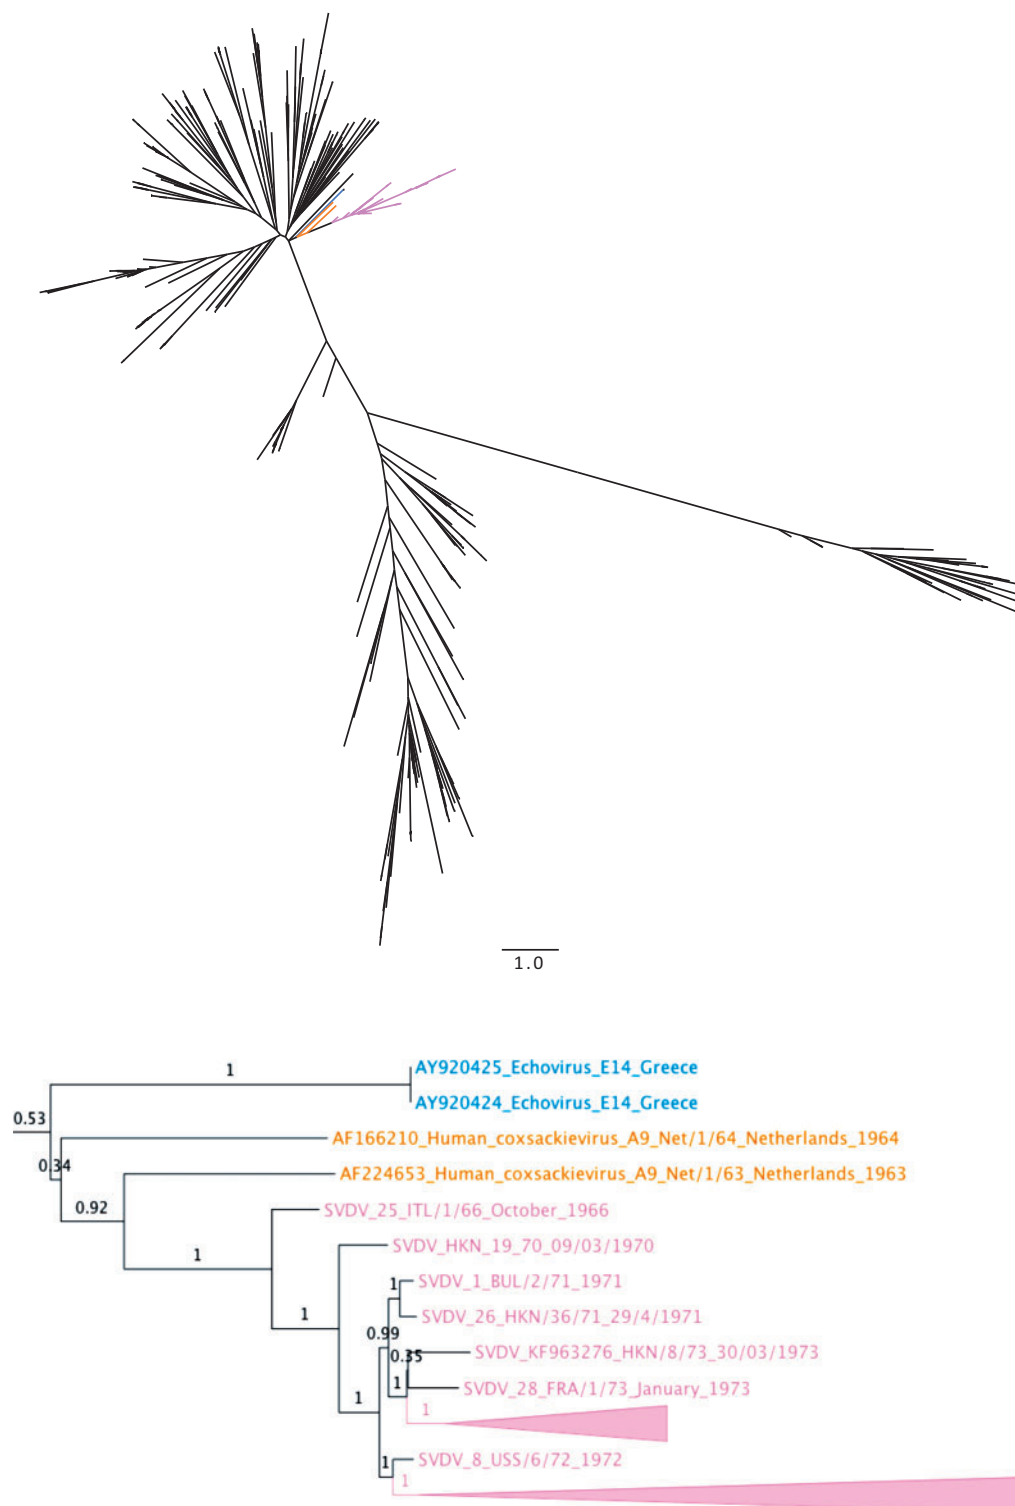 1.0
1
AY920425_Echovirus_E14_Greece
AY920424_Echovirus_E14_Greece
0.53
AF166210_Human_coxsackievirus_A9_Net/1/64_Netherlands_1964
0.34
AF224653_Human_coxsackievirus_A9_Net/1/63_Netherlands_1963
0.92
SVDV_25_ITL/1/66_October_1966
1
SVDV_HKN_19_70_09/03/1970
1
SVDV_1_BUL/2/71_1971
1
SVDV_26_HKN/36/71_29/4/1971
0.99
SVDV_KF963276_HKN/8/73_30/03/1973
0.35
SVDV_28_FRA/1/73_January_1973
1
1
1
SVDV_8_USS/6/72_1972
1
1